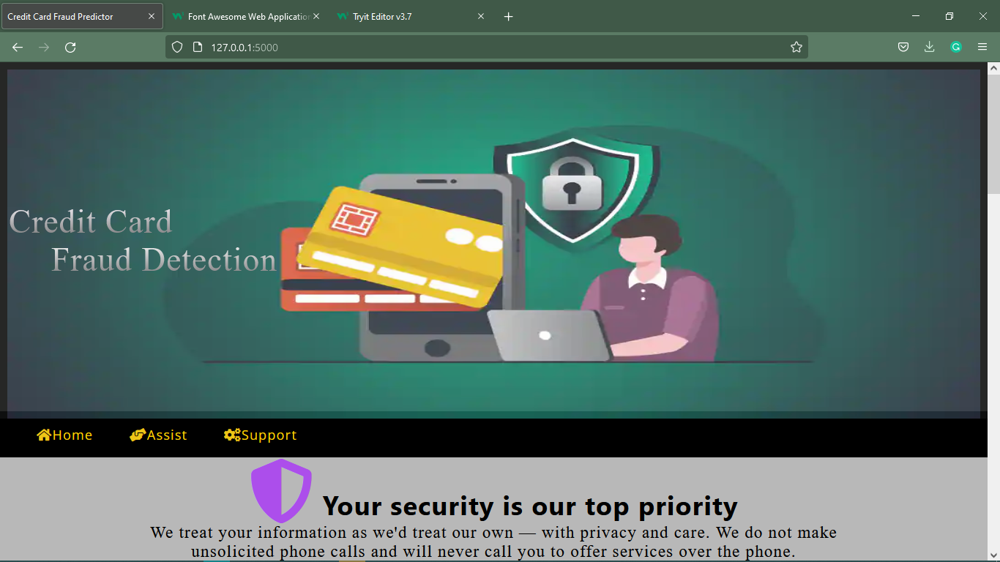 Credit Card Fraud Predictor
Font Awesome Web Application
Tryit Editor v3.7
127.0.0.1:5000
Credit Card
Fraud Detection
Home
Assist
Support
Your security is our top priority
We treat your information as we'd treat our own — with privacy and care. We do not make
unsolicited phone calls and will never call you to offer services over the phone.